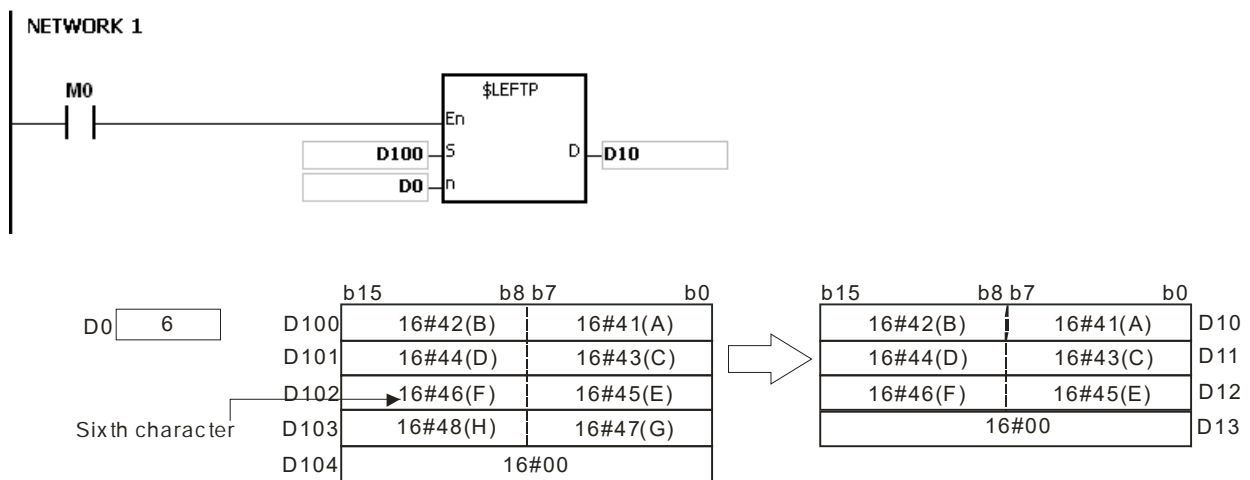 NETWORK 1
M0
$LEFTP
En
D100 S D D10
D0 n
b15 b8 b7 b0 b15 b8 b7 b0
D0 6 D100 16#42(B) 16#41(A) 16#42(B) 16#41(A) D10
D101 16#44(D) 16#43(C) 16#44(D) 16#43(C) D11
D102 16#46(F) 16#45(E) 16#46(F) 16#45(E) D12
Sixth character D103 16#48(H) 16#47(G) 16#00 D13
D104 16#00